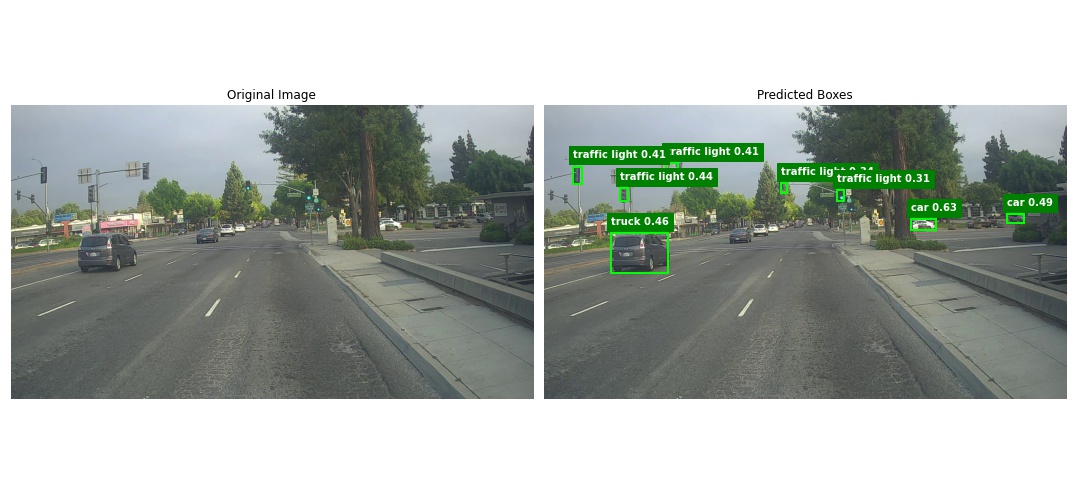 Original Image
Predicted Boxes
traffic light 0.41
traffic light 0.41
traffic light 0.44
traffic light 0.31
car 0.63
car 0.49
truck 0.46